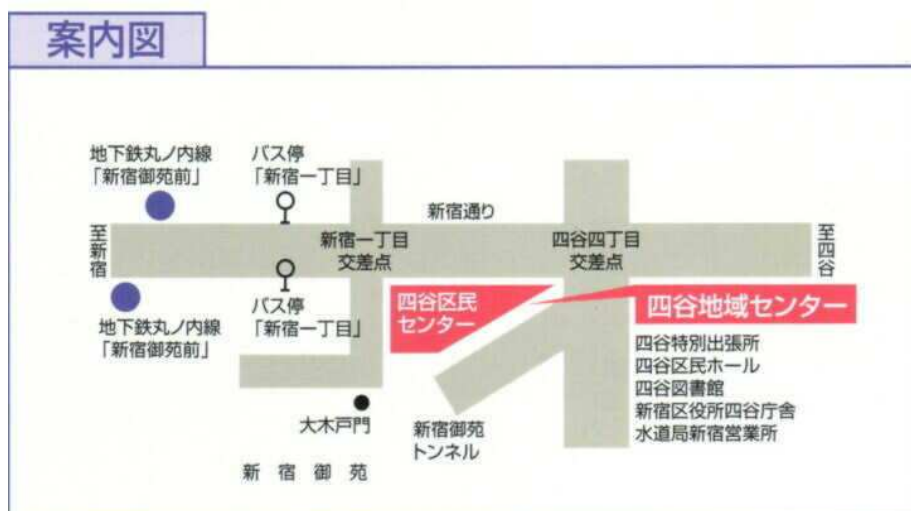 案内図
地下鉄丸ノ内線
「新宿御苑前」
バス停
「新宿一丁目」
新宿通り
至新宿
新宿一丁目
交差点
四谷四丁目
交差点
至四谷
地下鉄丸ノ内線
「新宿御苑前」
バス停
「新宿一丁目」
四谷区民
センター
四谷地域センター
四谷特別出張所
四谷区民ホール
四谷図書館
新宿区役所四谷庁舎
水道局新宿営業所
大木戸門
新宿御苑
トンネル
新宿御苑